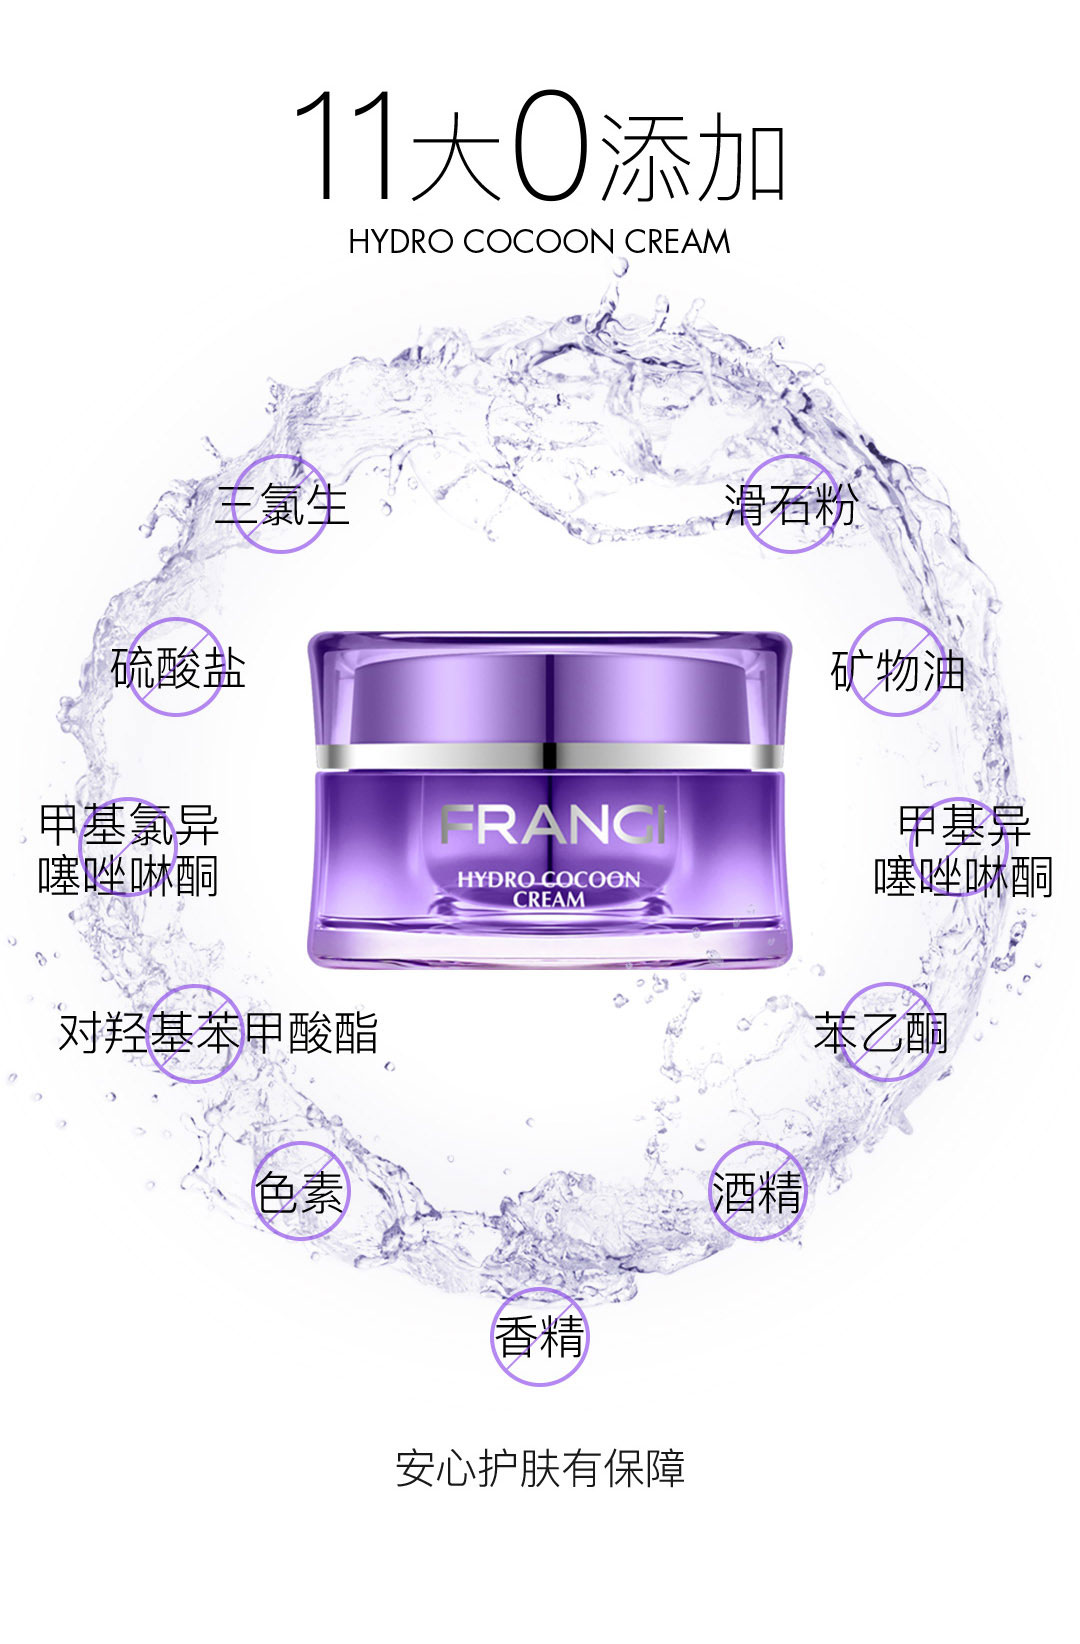 11大0添加
HYDRO COCOON CREAM
三氯生
滑石粉
硫酸盐
矿物油
甲基氯异
噻唑啉酮
甲基异
噻唑啉酮
FRANGI
HYDRO COCOON
CREAM
对羟基苯甲酸酯
苯乙酮
色素
酒精
香精
安心护肤有保障